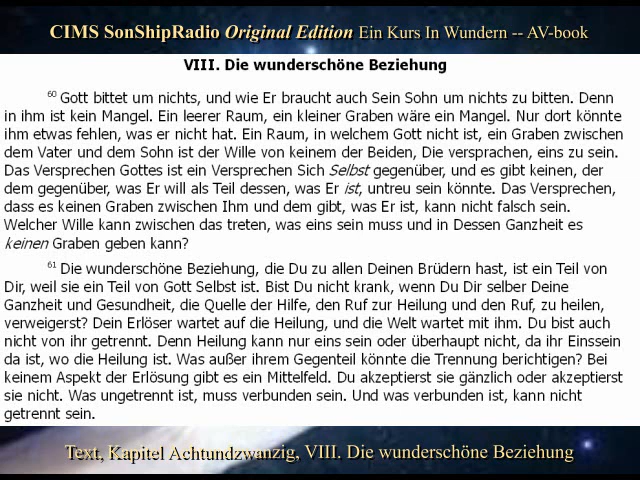 CIMS SonShipRadio Original Edition Ein Kurs In Wundern -- AV-book
VIII. Die wunderschöne Beziehung
60 Gott bittet um nichts, und wie Er braucht auch Sein Sohn um nichts zu bitten. Denn
in ihm ist kein Mangel. Ein leerer Raum, ein kleiner Graben wäre ein Mangel. Nur dort könnte
ihm etwas fehlen, was er nicht hat. Ein Raum, in welchem Gott nicht ist, ein Graben zwischen
dem Vater und dem Sohn ist der Wille von keinem der Beiden, Die versprachen, eins zu sein.
Das Versprechen Gottes ist ein Versprechen Sich Selbst gegenüber, und es gibt keinen, der
dem gegenüber, was Er will als Teil dessen, was Er ist, untreu sein könnte. Das Versprechen,
dass es keinen Graben zwischen Ihm und dem gibt, was Er ist, kann nicht falsch sein.
Welcher Wille kann zwischen das treten, was eins sein muss und in Dessen Ganzheit es
keinen Graben geben kann?
61 Die wunderschöne Beziehung, die Du zu allen Deinen Brüdern hast, ist ein Teil von
Dir, weil sie ein Teil von Gott Selbst ist. Bist Du nicht krank, wenn Du Dir selber Deine
Ganzheit und Gesundheit, die Quelle der Hilfe, den Ruf zur Heilung und den Ruf, zu heilen,
verweigerst? Dein Erlöser wartet auf die Heilung, und die Welt wartet mit ihm. Du bist auch
nicht von ihr getrennt. Denn Heilung kann nur eins sein oder überhaupt nicht, da ihr Einssein
da ist, wo die Heilung ist. Was außer ihrem Gegenteil könnte die Trennung berichtigen? Bei
keinem Aspekt der Erlösung gibt es ein Mittelfeld. Du akzeptierst sie gänzlich oder akzeptierst
sie nicht. Was ungetrennt ist, muss verbunden sein. Und was verbunden ist, kann nicht
getrennt sein.
Text, Kapitel Achtundzwanzig, VIII. Die wunderschöne Beziehung